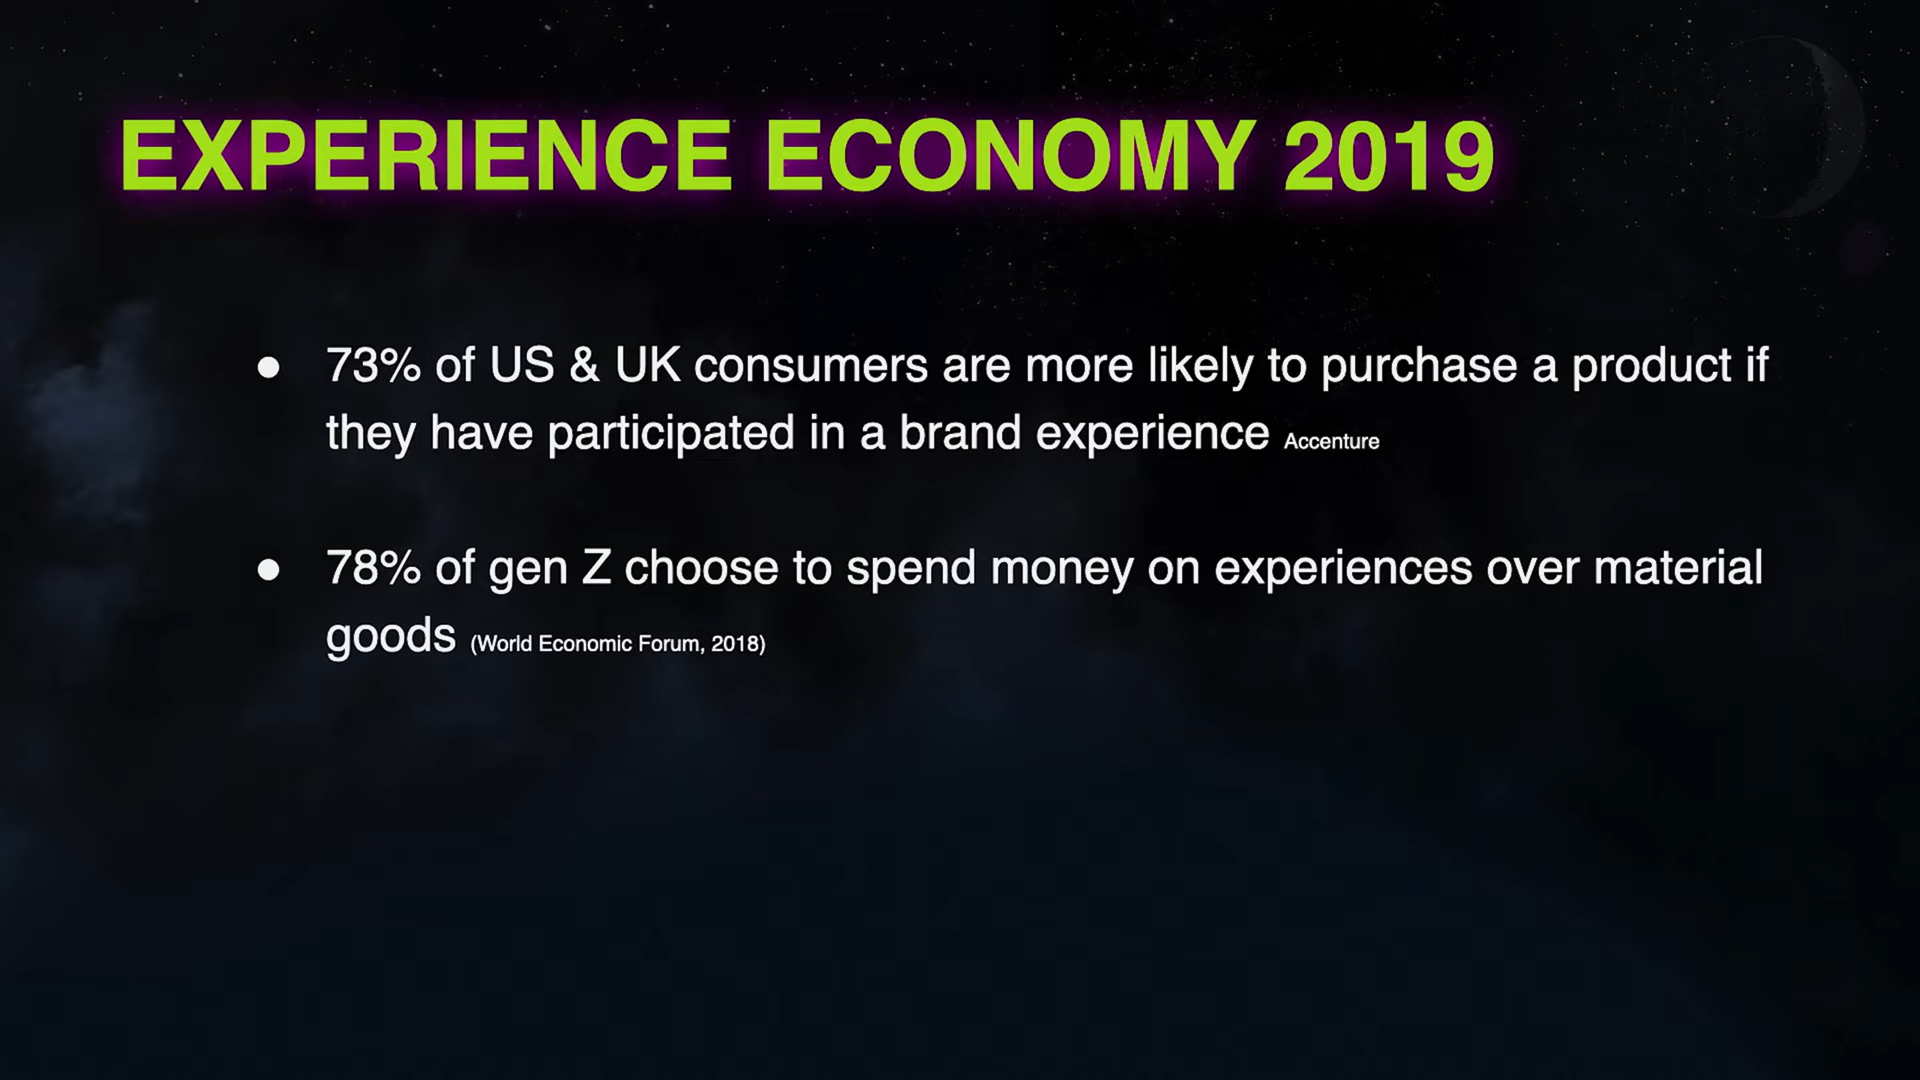 EXPERIENCE ECONOMY 2019
● 73% of US & UK consumers are more likely to purchase a product if
they have participated in a brand experience Accenture
● 78% of gen Z choose to spend money on experiences over material
goods (World Economic Forum, 2018)